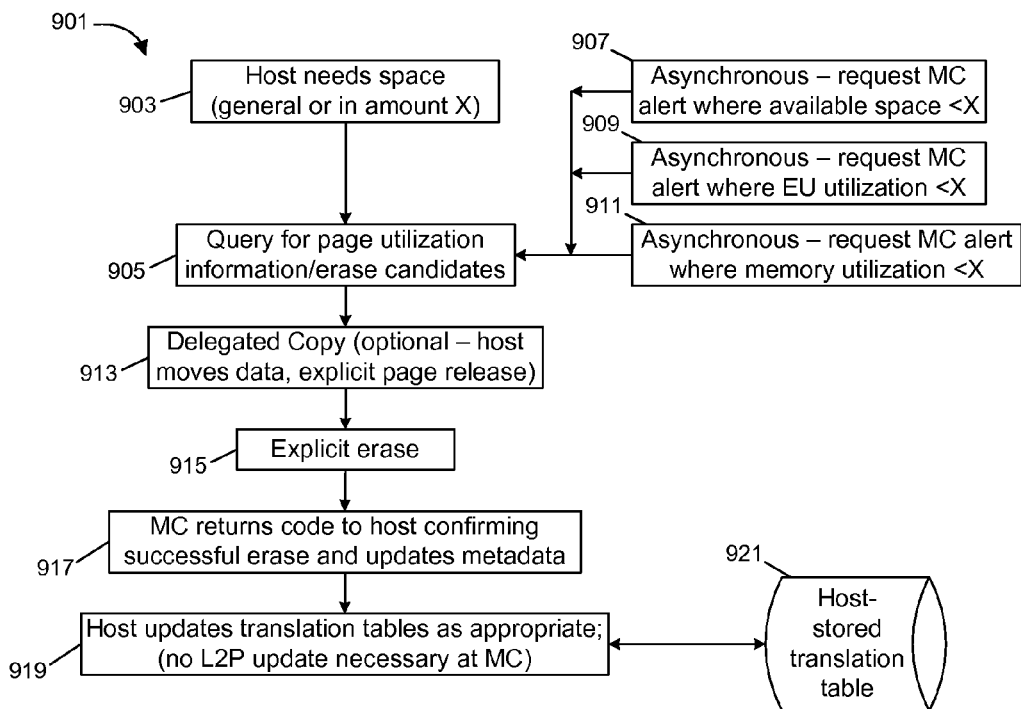 901
903
Host needs space
(general or in amount X)
907
Asynchronous – request MC
alert where available space <X
909
Asynchronous – request MC
alert where EU utilization <X
911
Asynchronous – request MC alert
where memory utilization <X
905
Query for page utilization
information/erase candidates
913
Delegated Copy (optional – host
moves data, explicit page release)
915
Explicit erase
917
MC returns code to host confirming
successful erase and updates metadata
919
Host updates translation tables as appropriate;
(no L2P update necessary at MC)
921
Host-
stored
translation
table